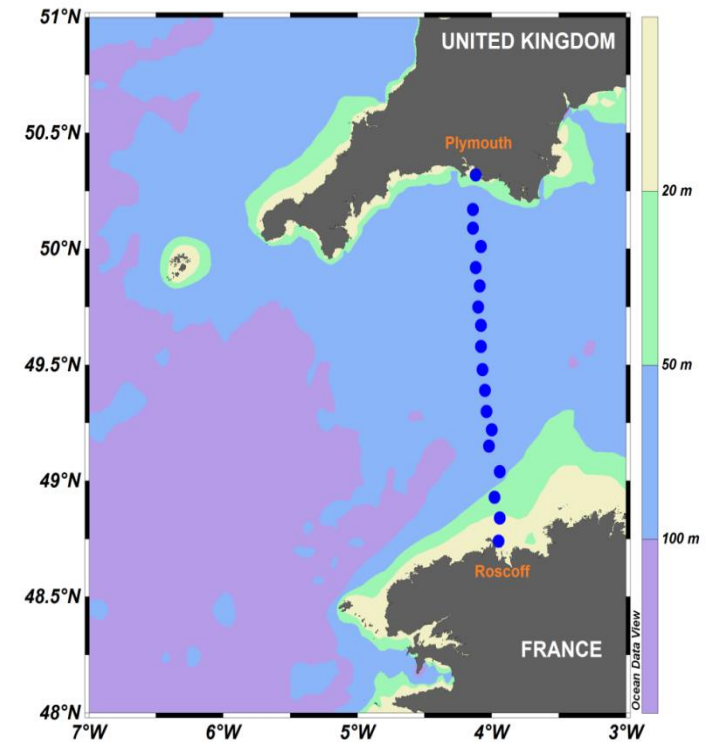 51°N
UNITED KINGDOM
50.5°N
Plymouth
20 m
50°N
49.5°N
50 m
49°N
100 m
Roscoff
48.5°N
FRANCE
Ocean Data View
48°N
7°W
6°W
5°W
4°W
3°W